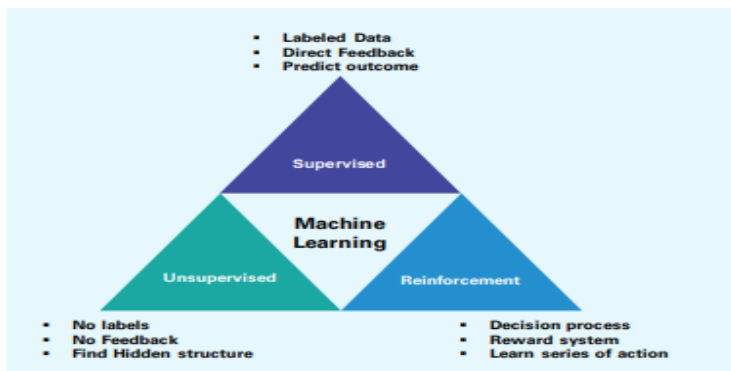 ▪ Labeled Data
▪ Direct Feedback
▪ Predict outcome
Supervised
Machine
Learning
Unsupervised
Reinforcement
▪ No labels
▪ No Feedback
▪ Find Hidden structure
▪ Decision process
▪ Reward system
▪ Learn series of action